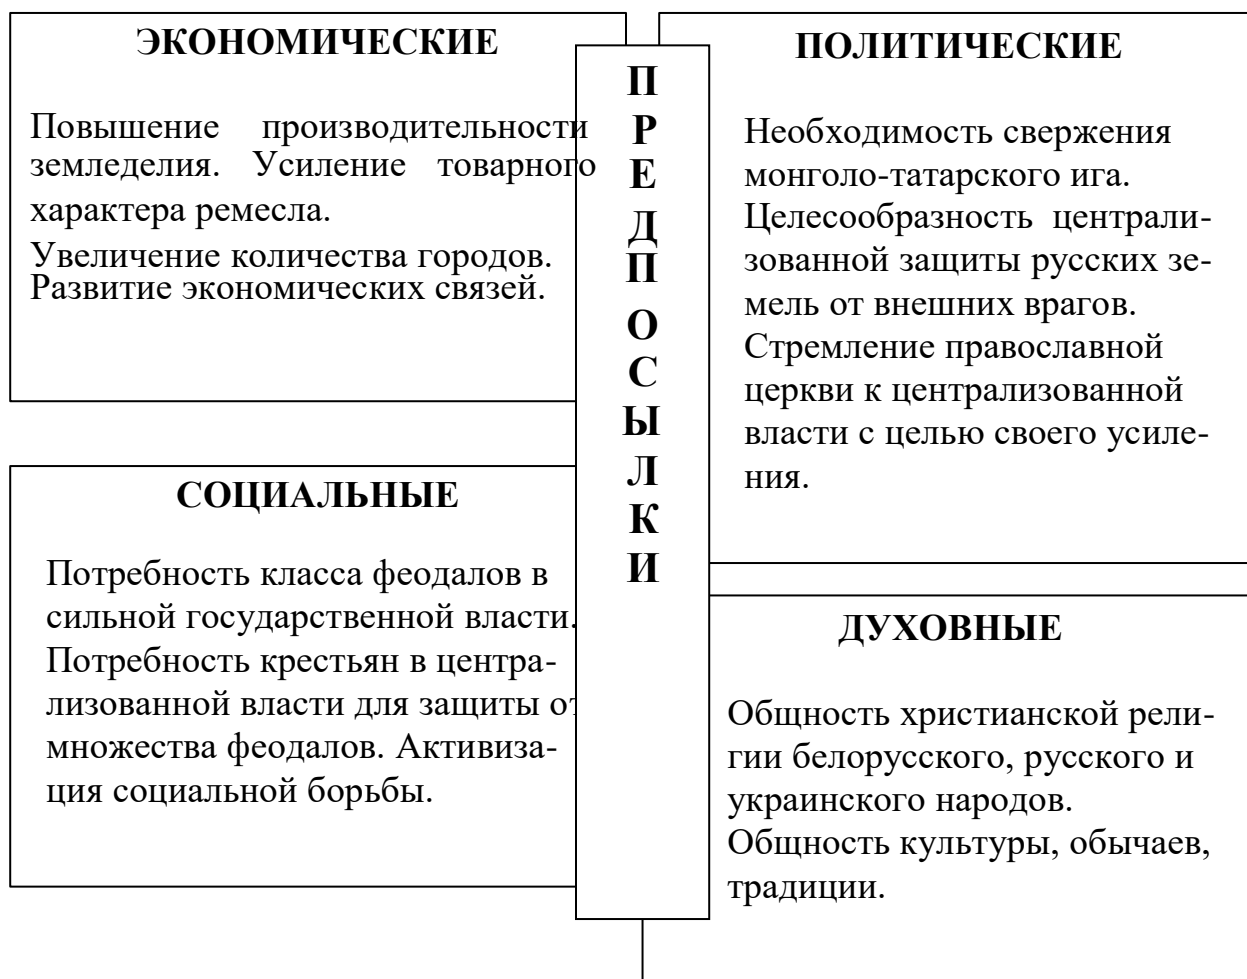 ЭКОНОМИЧЕСКИЕ
Повышение производительности
земледелия. Усиление товарного
характера ремесла.
Увеличение количества городов.
Развитие экономических связей.
СОЦИАЛЬНЫЕ
Потребность класса феодалов в
сильной государственной власти.
Потребность крестьян в центра-
лизованной власти для защиты от
множества феодалов. Активиза-
ция социальной борьбы.
П
Р
Е
Д
П
О
С
Ы
Л
К
И
ПОЛИТИЧЕСКИЕ
Необходимость свержения
монголо-татарского ига.
Целесообразность централи-
зованной защиты русских зе-
мель от внешних врагов.
Стремление православной
церкви к централизованной
власти с целью своего усиле-
ния.
ДУХОВНЫЕ
Общность христианской рели-
гии белорусского, русского и
украинского народов.
Общность культуры, обычаев,
традиции.